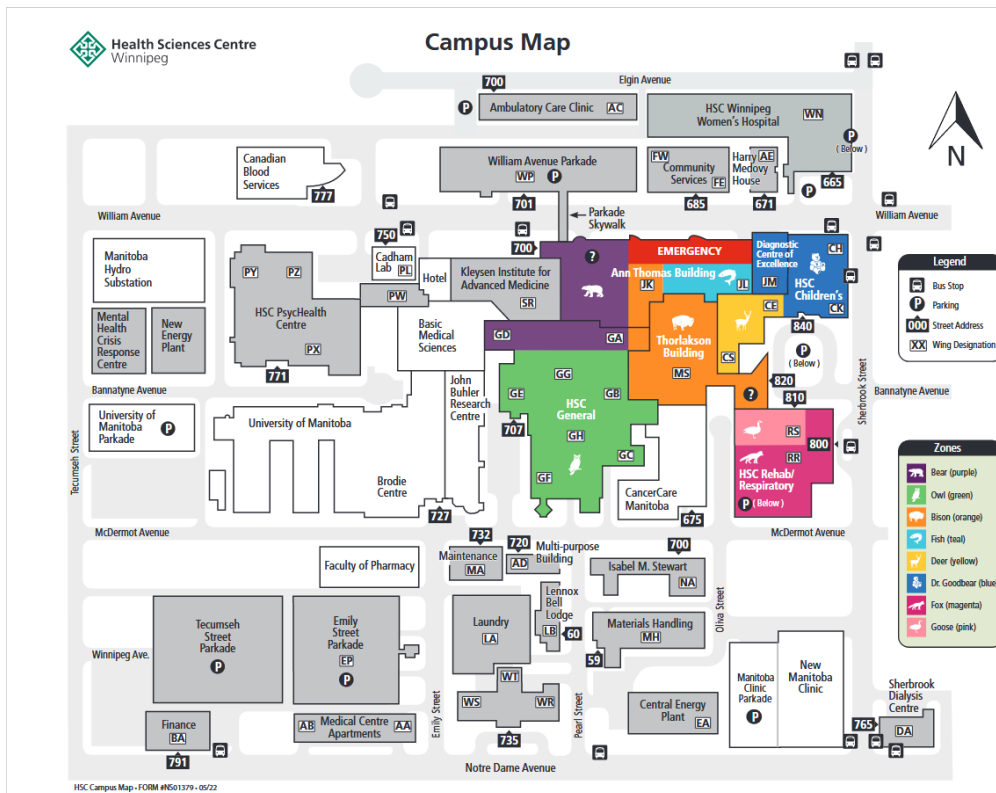 Health Sciences Centre
Winnipeg
Campus Map
Elgin Avenue
700
P
Ambulatory Care Clinic AC
HSC Winnipeg
Women's Hospital
WN
P
( Below )
Canadian
Blood
Services
777
William Avenue Parkade
WP P
701
FW
Community
Services
FE
685
Harry
Medovy
House
AE
671
P
665
William Avenue
William Avenue
Parkade
Skywalk
Manitoba
Hydro
Substation
PY PZ
HSC PsycHealth
Centre
PX
771
750
Cadham
Lab PL
PW
Hotel
Kleysen Institute for
Advanced Medicine
SR
700
?
EMERGENCY
Ann Thomas Building
JK
JL
Diagnostic
Centre of
Excellence
JM
CH
HSC
Children's
CK
CE
840
P
( Below )
Mental
Health
Crisis
Response
Centre
New
Energy
Plant
Basic
Medical
Sciences
GD
GA
Thorlakson
Building
MS
CS
820
?
810
Bannatyne Avenue
Bannatyne Avenue
University of
Manitoba
Parkade
P
University of Manitoba
John
Buhler
Research
Centre
GG
GE
GB
HSC
General
707
GH
GC
GF
RS
800
RR
HSC Rehab/
Respiratory
P ( Below )
Brodie
Centre
727
CancerCare
Manitoba
675
Tecumseh Street
Sherbrook Street
McDermot Avenue
McDermot Avenue
732
Maintenance
MA
720
AD
Multi-purpose
Building
700
Isabel M. Stewart
NA
Faculty of Pharmacy
Lennox
Bell
Lodge
LB
60
Oliva Street
Tecumseh
Street
Parkade
P
Emily
Street
Parkade
EP
P
Laundry
LA
Materials Handling
MH
59
Winnipeg Ave.
WT
WS
WR
735
Emily Street
Pearl Street
Central Energy
Plant
EA
Manitoba
Clinic
Parkade
P
New
Manitoba
Clinic
Sherbrook
Dialysis
Centre
765
DA
Finance
BA
791
AB Medical Centre AA
Apartments
Notre Dame Avenue
HSC Campus Map • FORM #NS01379 • 05/22
N
Legend
Bus Stop
P Parking
000 Street Address
XX Wing Designation
Zones
Bear (purple)
Owl (green)
Bison (orange)
Fish (teal)
Deer (yellow)
Dr. Goodbear (blue)
Fox (magenta)
Goose (pink)